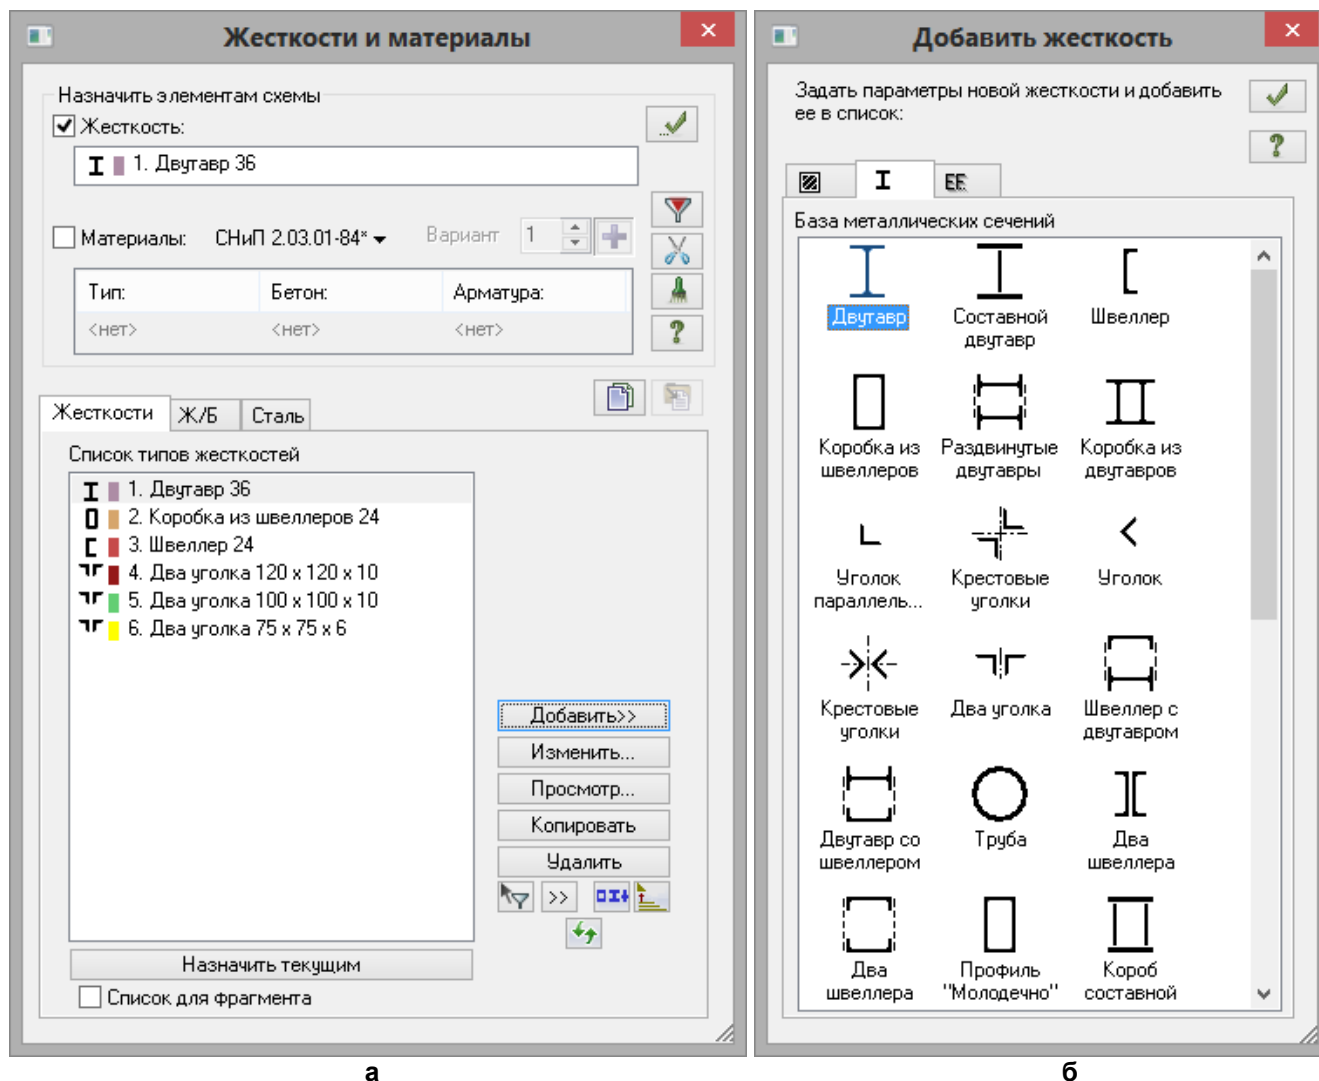 Жесткости и материалы
Назначить элементам схемы
Жесткость:
1. Двутавр 36
Материалы: СНиП 2.03.01-84* Вариант 1
Тип: Бетон: Арматура:
<нет> <нет> <нет>
Жесткости Ж/Б Сталь
Список типов жесткостей
1. Двутавр 36
2. Коробка из швеллеров 24
3. Швеллер 24
4. Два уголка 120 x 120 x 10
5. Два уголка 100 x 100 x 10
6. Два уголка 75 x 75 x 6
Добавить>>
Изменить...
Просмотр...
Копировать
Удалить
>>
Назначить текущим
Список для фрагмента
а
Добавить жесткость
Задать параметры новой жесткости и добавить
ее в список:
База металлических сечений
Двутавр
Составной
двутавр
Швеллер
Коробка из
швеллеров
Раздвинутые
двутавры
Коробка из
двутавров
Уголок
параллель...
Крестовые
уголки
Уголок
Крестовые
уголки
Два уголка
Швеллер с
двутавром
Двутавр со
швеллером
Труба
Два
швеллера
Два
швеллера
Профиль
"Молодечно"
Короб
составной
б